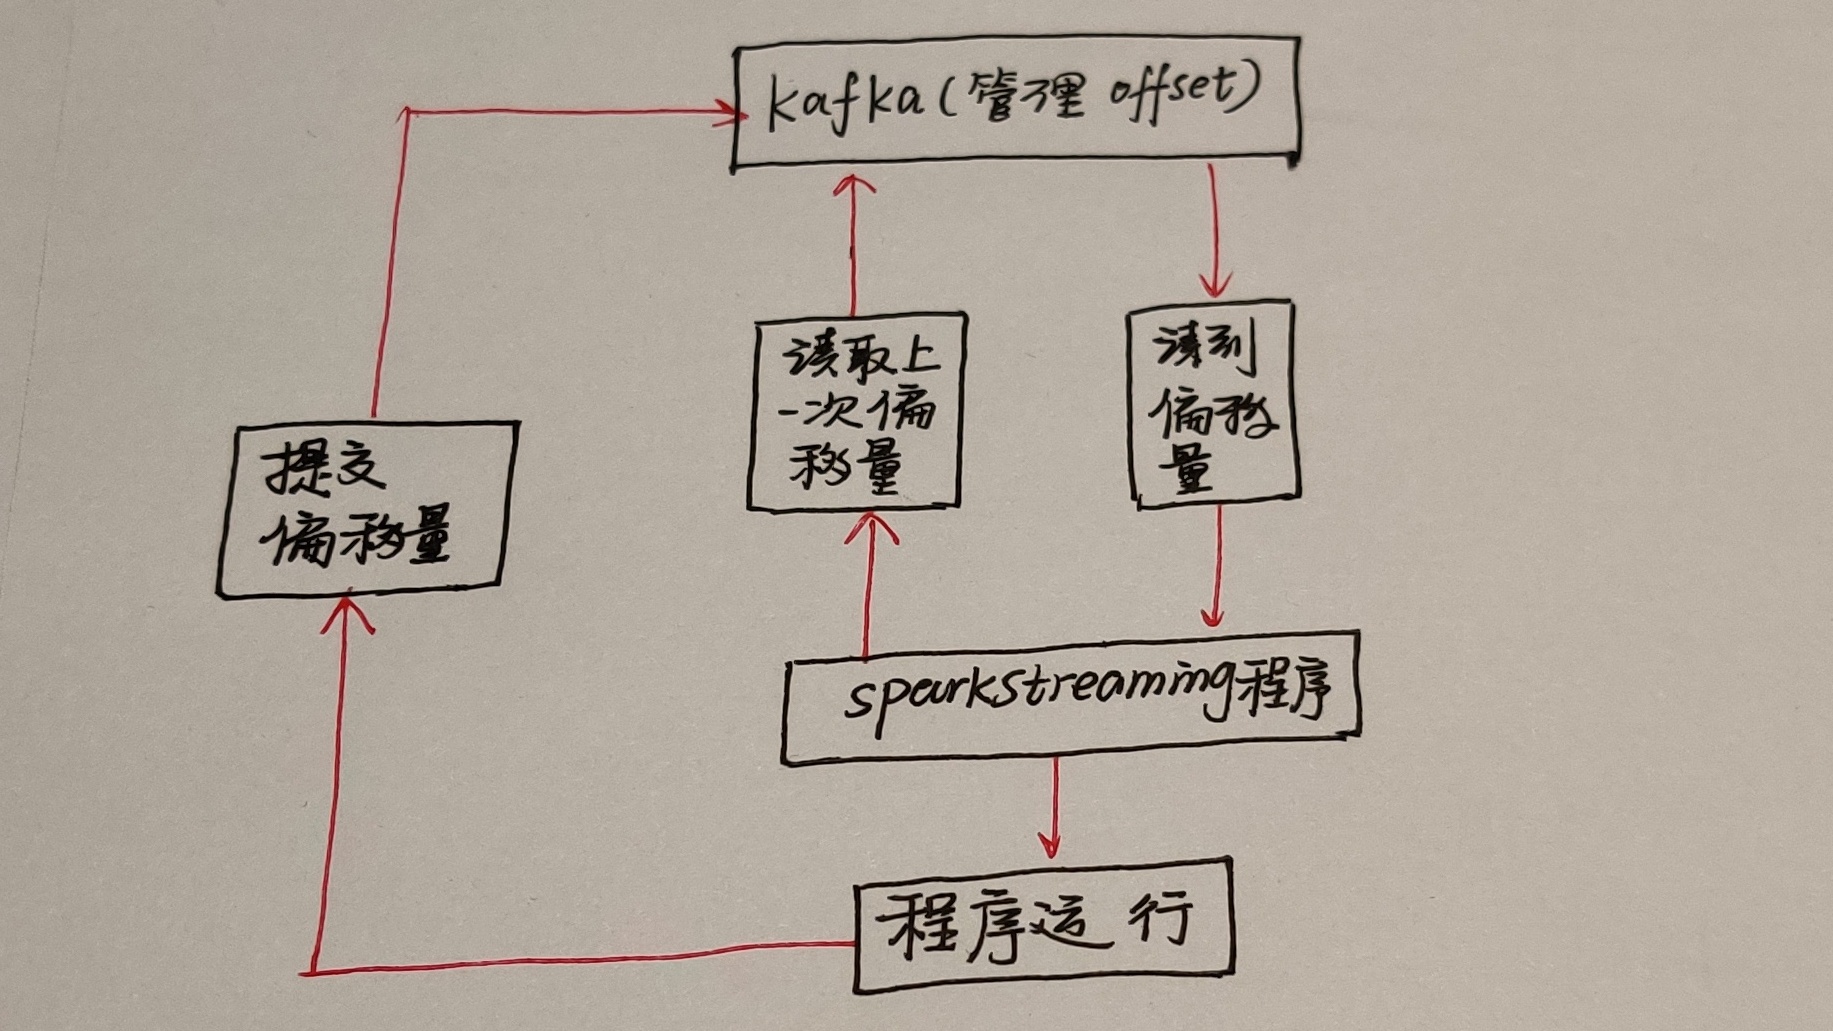 kafka(管理 offset)
读取上
一次偏
移量
读到
偏移
量
提交
偏移量
sparkStreaming程序
程序运行